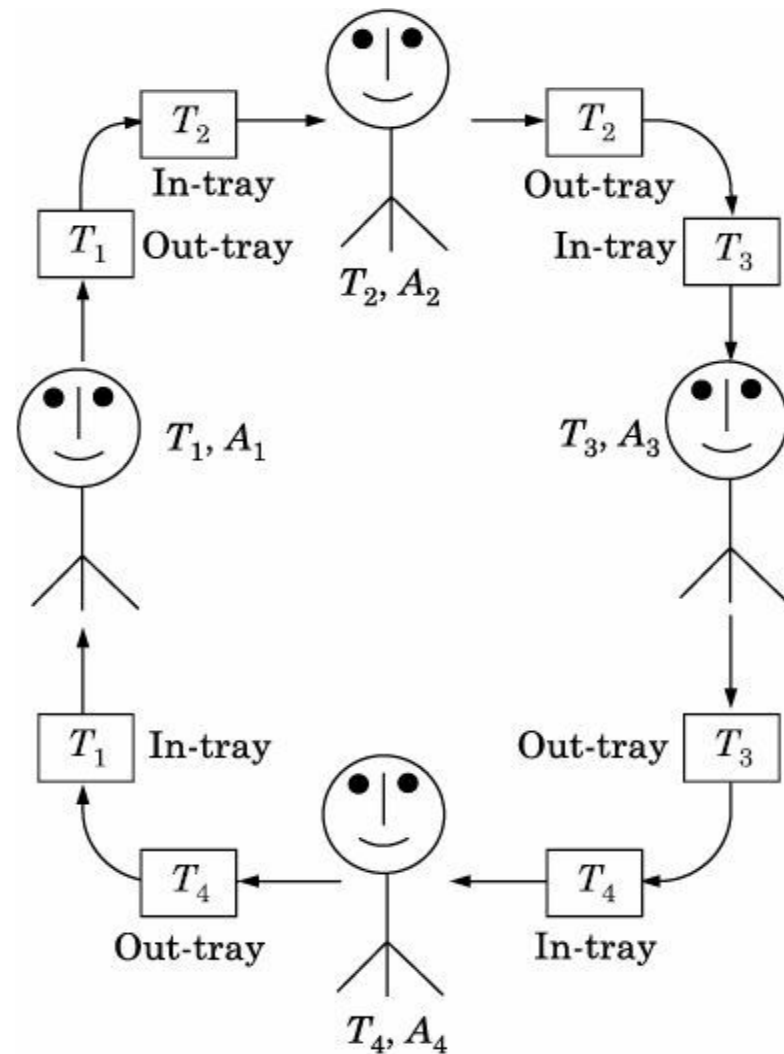 T₂
In-tray
T₂
Out-tray
T₁
Out-tray
In-tray
T₃
T₂, A₂
T₁, A₁
T₃, A₃
T₁
In-tray
Out-tray
T₃
T₄
Out-tray
T₄
In-tray
T₄, A₄